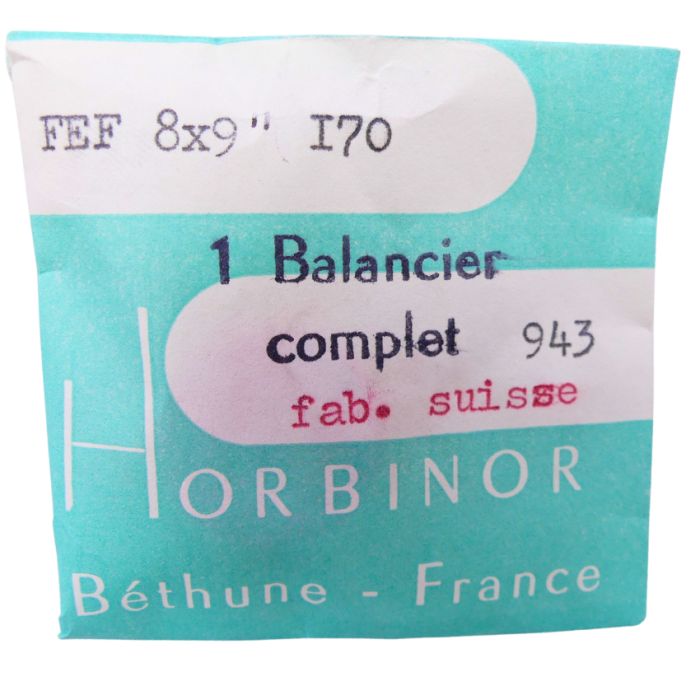 FEF 8x9" I70
1 Balancier
complet 943
fab. suisse
HORBINOR
Béthune - France